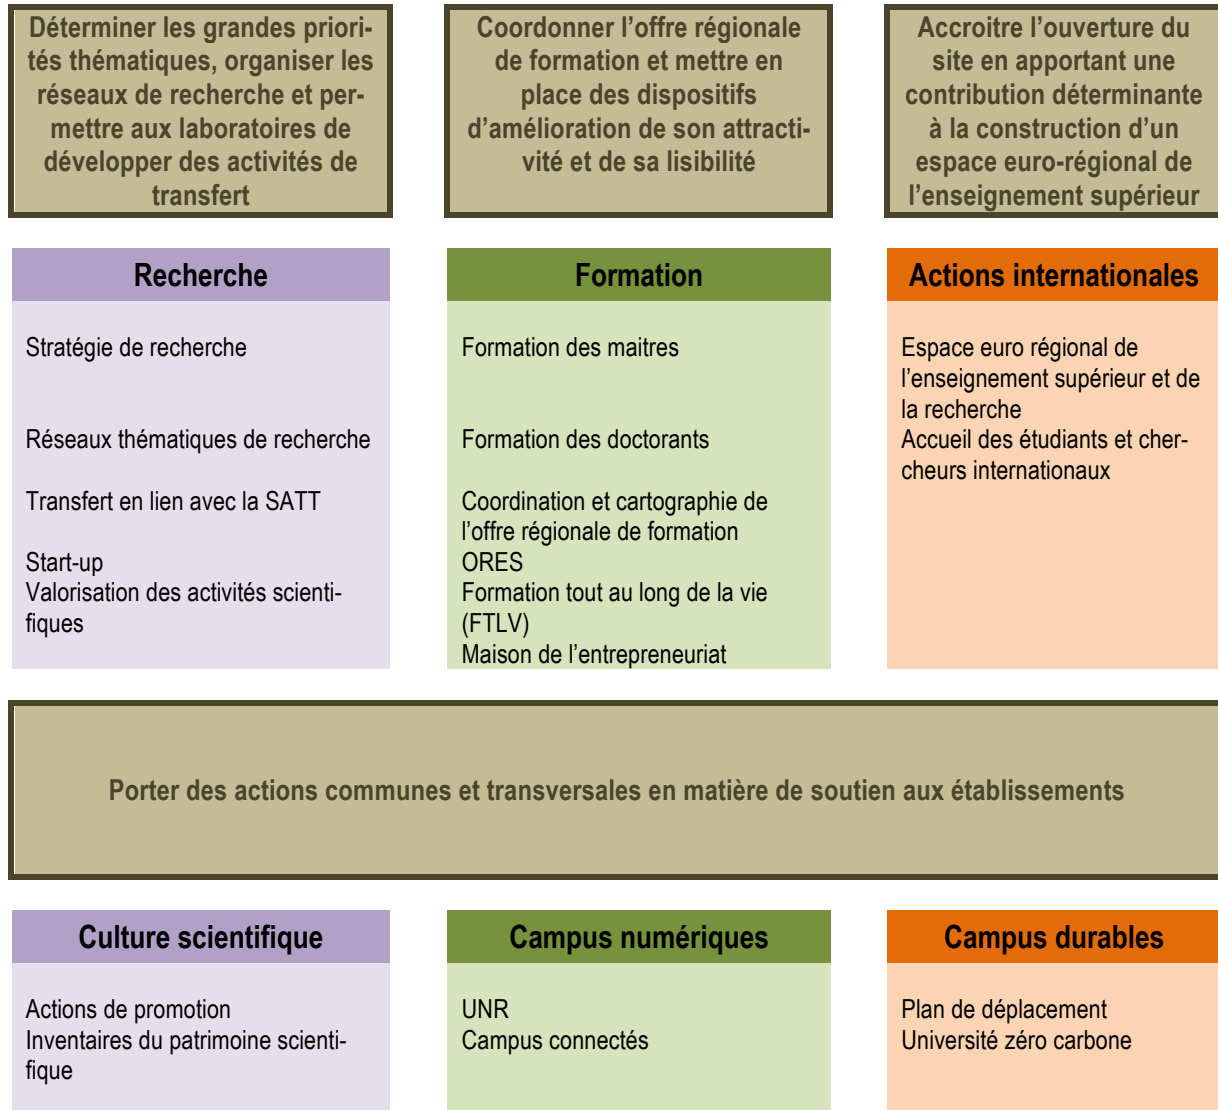 Déterminer les grandes priori-
tés thématiques, organiser les
réseaux de recherche et per-
mettre aux laboratoires de
développer des activités de
transfert
Coordonner l’offre régionale
de formation et mettre en
place des dispositifs
d’amélioration de son attracti-
vité et de sa lisibilité
Accroitre l’ouverture du
site en apportant une
contribution déterminante
à la construction d’un
espace euro-régional de
l’enseignement supérieur
Recherche
Stratégie de recherche
Réseaux thématiques de recherche
Transfert en lien avec la SATT
Start-up
Valorisation des activités scienti-
fiques
Formation
Formation des maitres
Formation des doctorants
Coordination et cartographie de
l’offre régionale de formation
ORES
Formation tout au long de la vie
(FTLV)
Maison de l’entrepreneuriat
Actions internationales
Espace euro régional de
l’enseignement supérieur et de
la recherche
Accueil des étudiants et cher-
cheurs internationaux
Porter des actions communes et transversales en matière de soutien aux établissements
Culture scientifique
Actions de promotion
Inventaires du patrimoine scienti-
fique
Campus numériques
UNR
Campus connectés
Campus durables
Plan de déplacement
Université zéro carbone